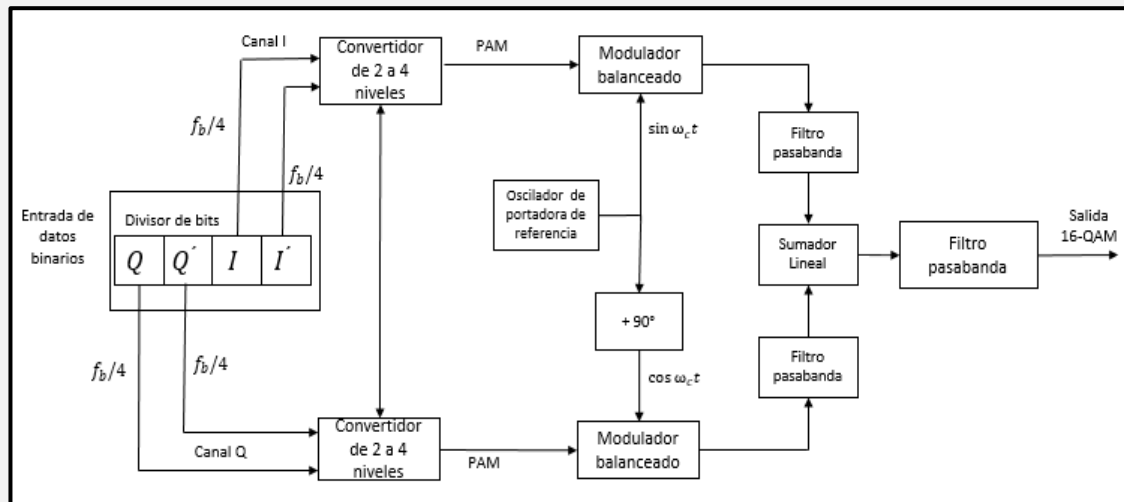 Canal I
Convertidor
de 2 a 4
niveles
PAM
Modulador
balanceado
f_b/4
sin ω_c t
Filtro
pasabanda
f_b/4
Entrada de
datos
binarios
Divisor de bits
Q Q´ I I´
Oscilador de
portadora de
referencia
Sumador
Lineal
Filtro
pasabanda
Salida
16-QAM
+ 90°
f_b/4
f_b/4
cos ω_c t
Filtro
pasabanda
Canal Q
Convertidor
de 2 a 4
niveles
PAM
Modulador
balanceado